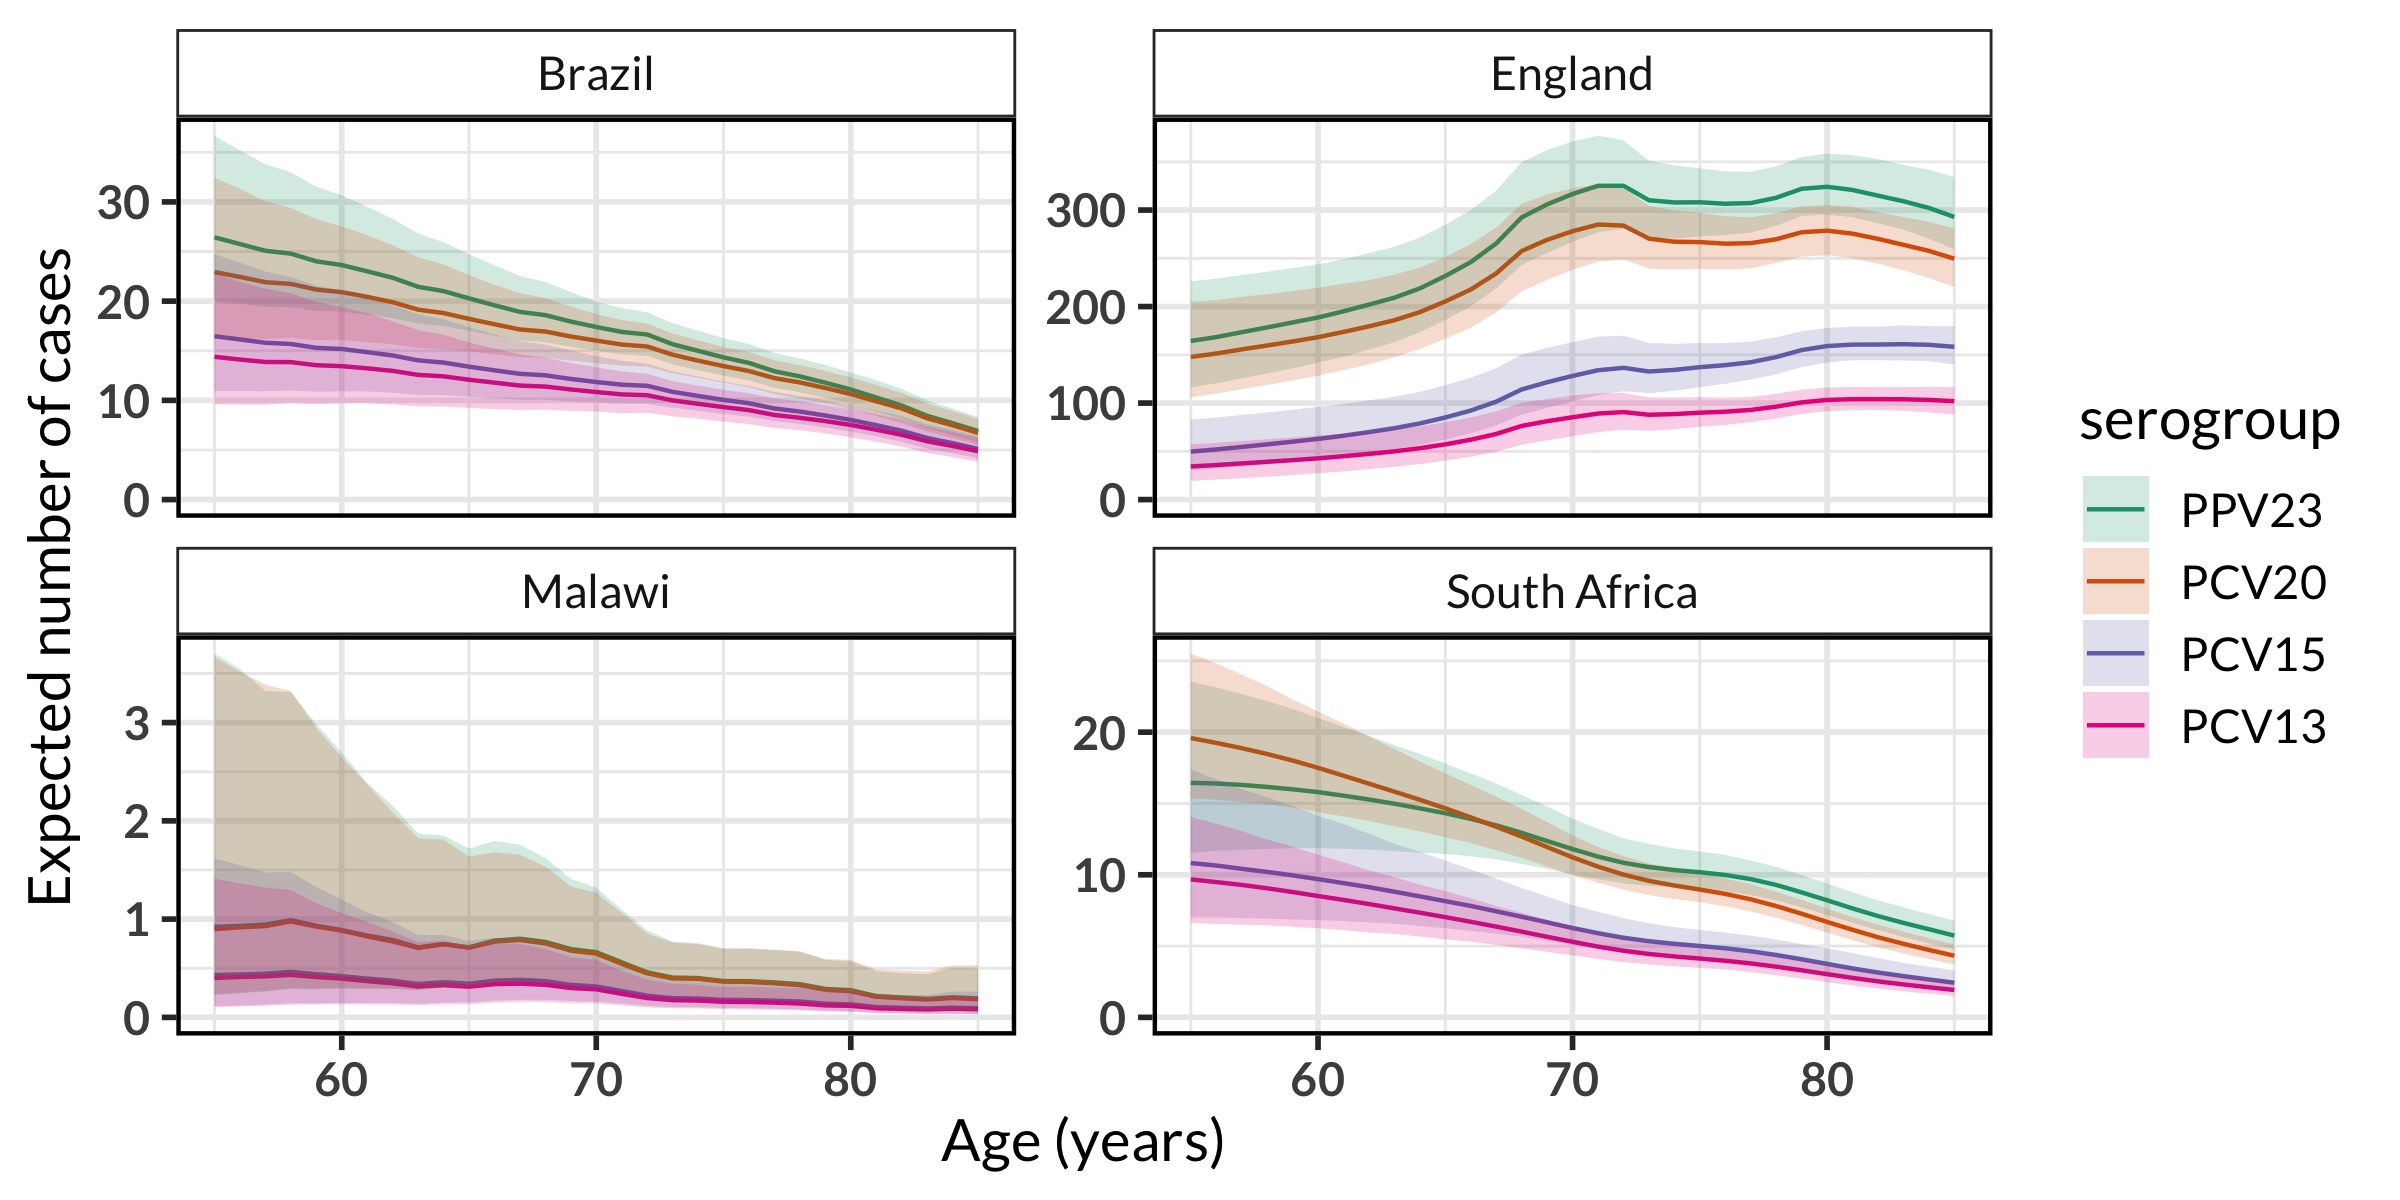 Brazil
England
30
20
10
0
300
200
100
0
Malawi
South Africa
3
2
1
0
20
10
0
60 70 80
60 70 80
Expected number of cases
Age (years)
serogroup
PPV23
PCV20
PCV15
PCV13